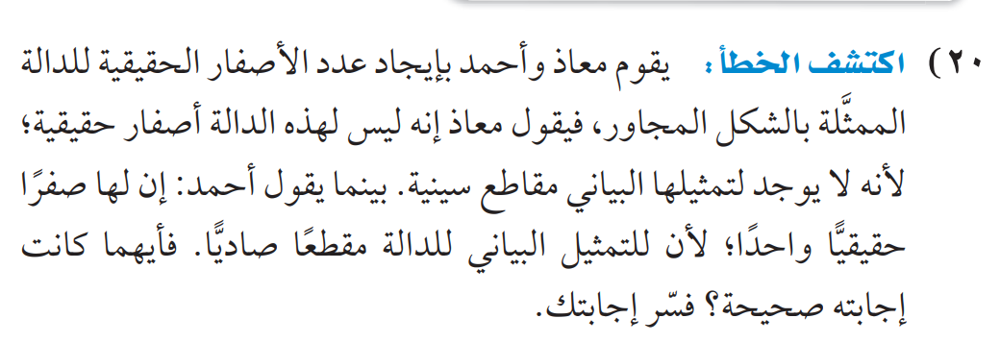 ٢٠) اكتشف الخطأ: يقوم معاذ وأحمد بإيجاد عدد الأصفار الحقيقية للدالة
الممثَّلة بالشكل المجاور، فيقول معاذ إنه ليس لهذه الدالة أصفار حقيقية؛
لأنه لا يوجد لتمثيلها البياني مقاطع سينية. بينما يقول أحمد: إن لها صفرًا
حقيقيًّا واحدًا؛ لأن للتمثيل البياني للدالة مقطعًا صاديًّا. فأيهما كانت
إجابته صحيحة؟ فسّر إجابتك.